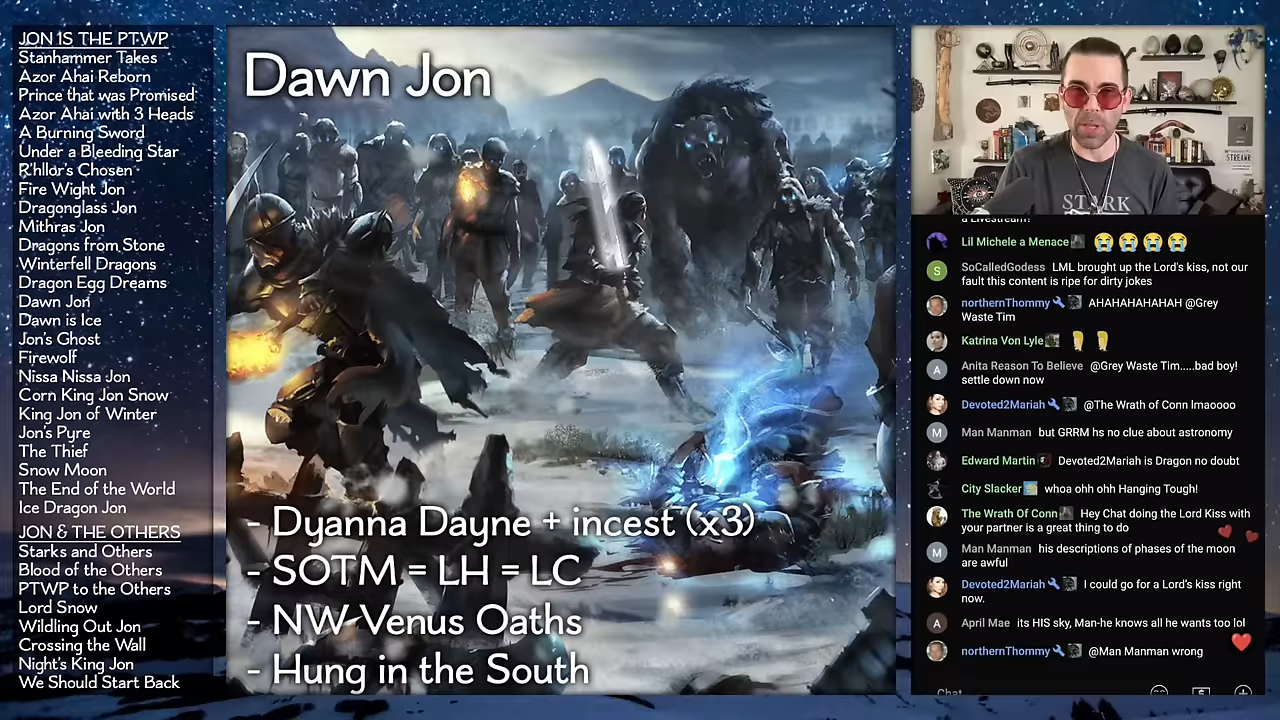 JON IS THE PTWP
Stanhammer Takes
Azor Ahai Reborn
Prince that was Promised
Azor Ahai with 3 Heads
A Burning Sword
Under a Bleeding Star
R'hllor's Chosen
Fire Wight Jon
Dragonglass Jon
Mithras Jon
Dragons from Stone
Winterfell Dragons
Dragon Egg Dreams
Dawn Jon
Dawn is Ice
Jon's Ghost
Firewolf
Nissa Nissa Jon
Corn King Jon Snow
King Jon of Winter
Jon's Pyre
The Thief
Snow Moon
The End of the World
Ice Dragon Jon
JON & THE OTHERS
Starks and Others
Blood of the Others
PTWP to the Others
Lord Snow
Wildling Out Jon
Crossing the Wall
Night's King Jon
We Should Start Back
Dawn Jon
- Dyanna Dayne + incest (x3)
- SOTM = LH = LC
- NW Venus Oaths
- Hung in the South
STARK
a Livestream?
Lil Michele a Menace
SoCalledGodess LML brought up the Lord's kiss, not our
fault this content is ripe for dirty jokes
northernThommy AHAHAHAHAHAH @Grey
Waste Tim
Katrina Von Lyle
Anita Reason To Believe @Grey Waste Tim.....bad boy!
settle down now
Devoted2Mariah @The Wrath of Conn lmaoooo
Man Manman but GRRM hs no clue about astronomy
Edward Martin Devoted2Mariah is Dragon no doubt
City Slacker whoa ohh ohh Hanging Tough!
The Wrath Of Conn Hey Chat doing the Lord Kiss with
your partner is a great thing to do
Man Manman his descriptions of phases of the moon
are awful
Devoted2Mariah I could go for a Lord's kiss right
now.
April Mae its HIS sky, Man-he knows all he wants too lol
northernThommy @Man Manman wrong
Chat